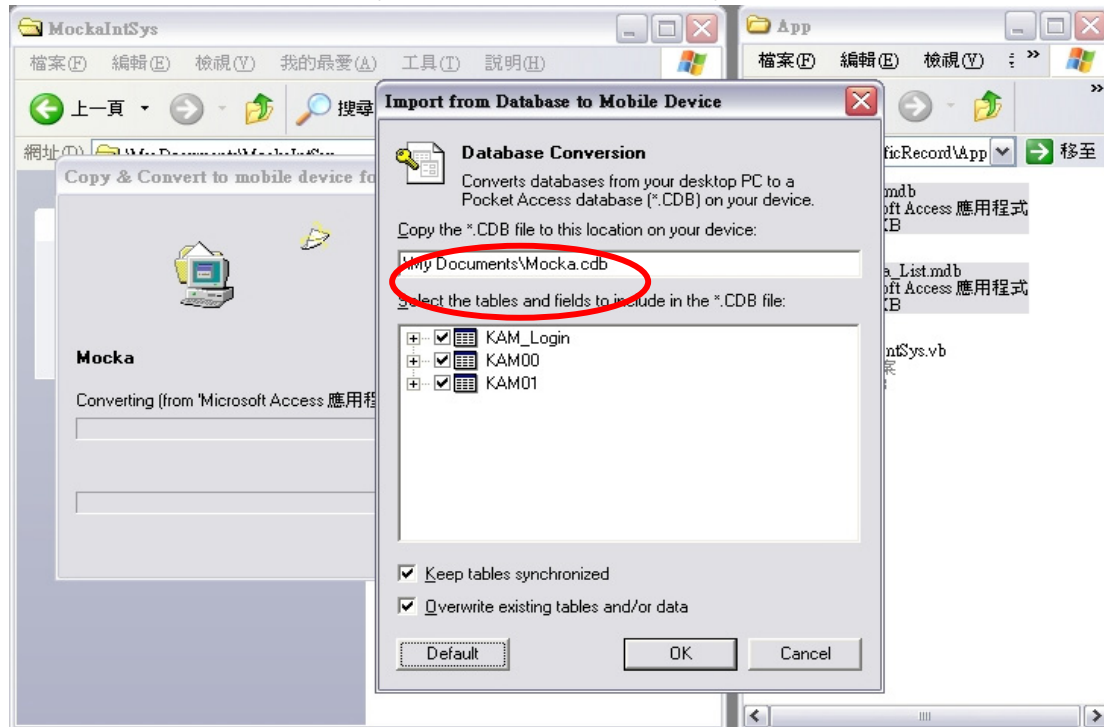 MockaIntSys
檔案(F) 編輯(E) 檢視(V) 我的最愛(A) 工具(T) 說明(H)
上一頁 搜尋
網址(D) \My Documents\MockaIntSys
Copy & Convert to mobile device fo
Mocka
Converting (from 'Microsoft Access 應用程
Import from Database to Mobile Device
Database Conversion
Converts databases from your desktop PC to a
Pocket Access database (*.CDB) on your device.
Copy the *.CDB file to this location on your device:
\My Documents\Mocka.cdb
Select the tables and fields to include in the *.CDB file:
KAM_Login
KAM00
KAM01
Keep tables synchronized
Overwrite existing tables and/or data
Default OK Cancel
App
檔案(F) 編輯(E) 檢視(V) »
»
ficRecord\App 移至
.mdb
oft Access 應用程式
KB
a_List.mdb
oft Access 應用程式
KB
ntSys.vb
案